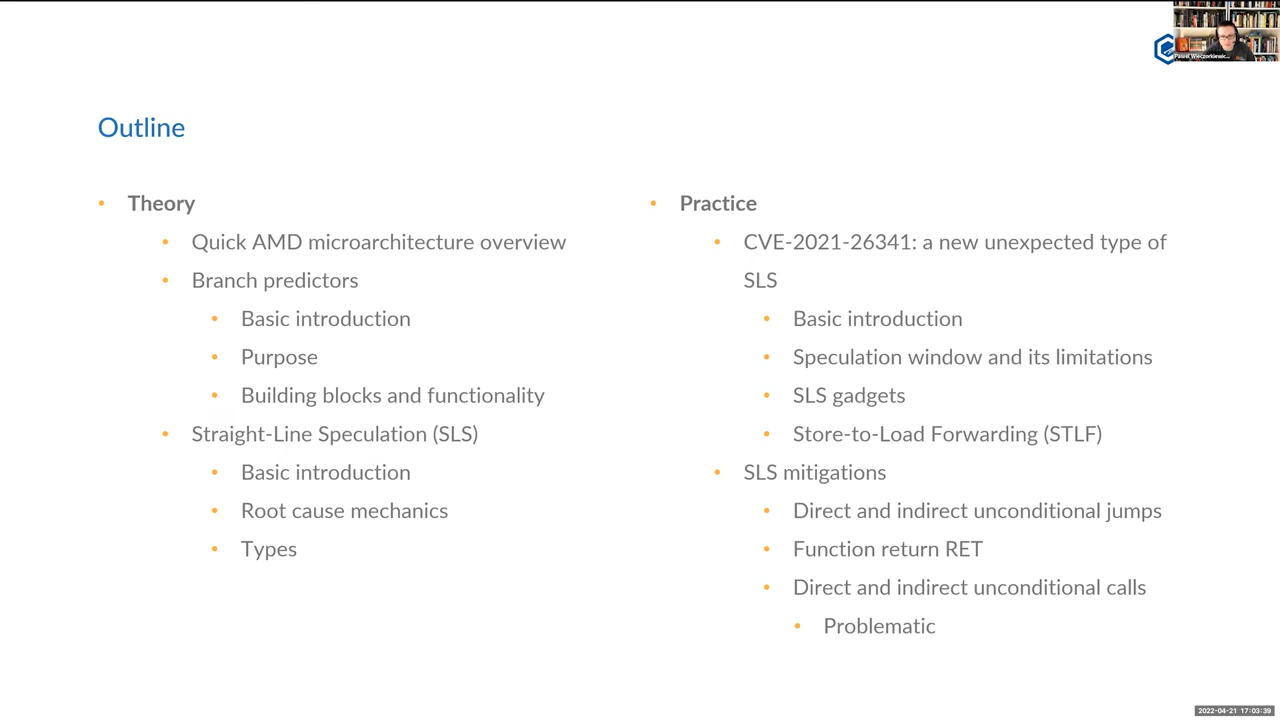 Outline
• Theory
• Quick AMD microarchitecture overview
• Branch predictors
• Basic introduction
• Purpose
• Building blocks and functionality
• Straight-Line Speculation (SLS)
• Basic introduction
• Root cause mechanics
• Types
• Practice
• CVE-2021-26341: a new unexpected type of
SLS
• Basic introduction
• Speculation window and its limitations
• SLS gadgets
• Store-to-Load Forwarding (STLF)
• SLS mitigations
• Direct and indirect unconditional jumps
• Function return RET
• Direct and indirect unconditional calls
• Problematic
Pawel Wieczorkiewic...
2022-04-21 17:03:39